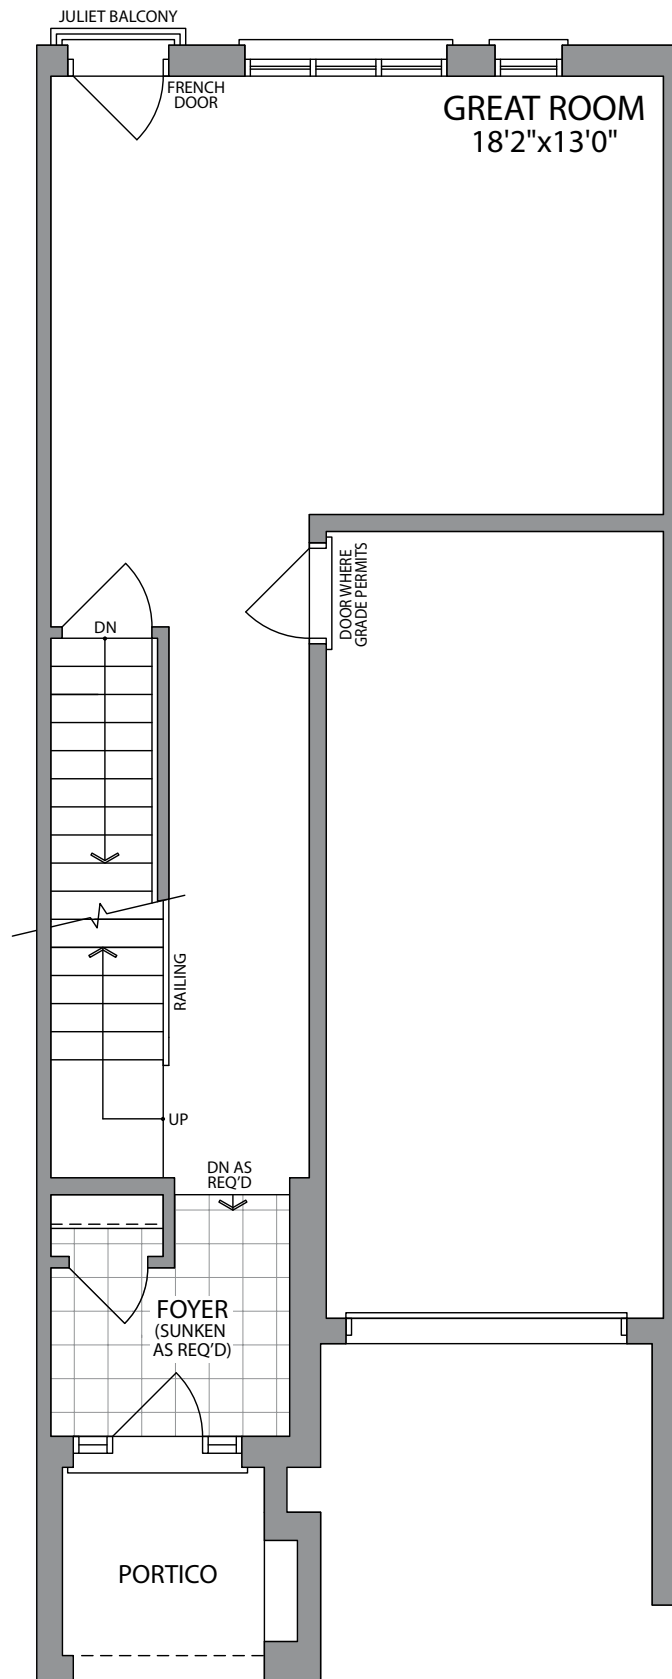 JULIET BALCONY
FRENCH
DOOR
GREAT ROOM
18'2"x13'0"
DOOR WHERE
GRADE PERMITS
DN
RAILING
UP
DN AS
REQ'D
FOYER
(SUNKEN
AS REQ'D)
PORTICO